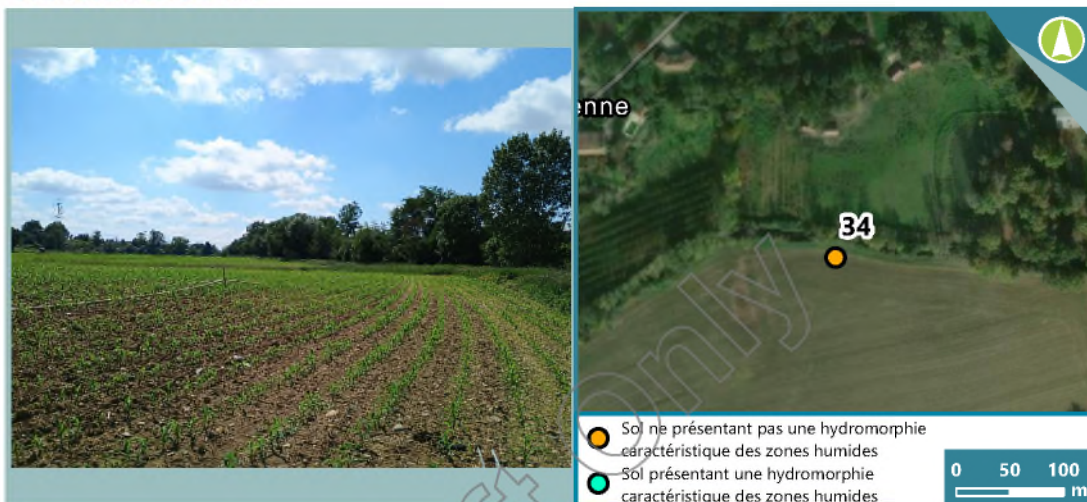 enne
34
Sol ne présentant pas une hydromorphie
caractéristique des zones humides
Sol présentant une hydromorphie
caractéristique des zones humides
0 50 100
m
Only